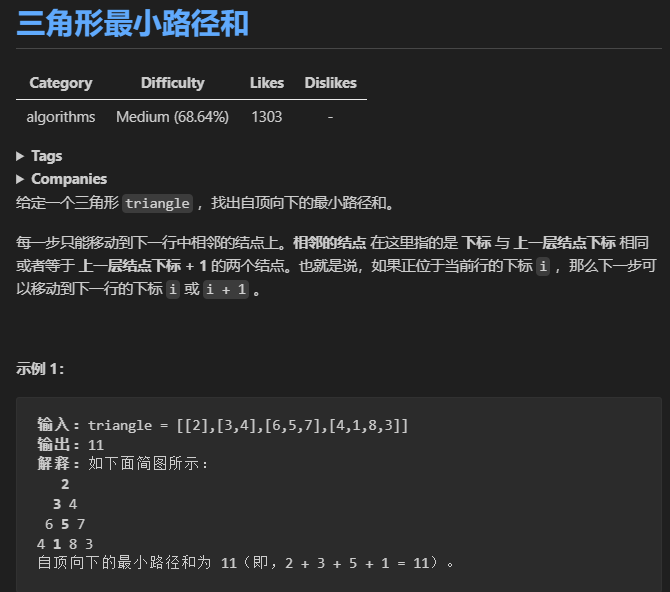 三角形最小路径和
Category Difficulty Likes Dislikes
algorithms Medium (68.64%) 1303 -
Tags
Companies
给定一个三角形 triangle ，找出自顶向下的最小路径和。
每一步只能移动到下一行中相邻的结点上。相邻的结点 在这里指的是 下标 与 上一层结点下标 相同
或者等于 上一层结点下标 + 1 的两个结点。也就是说，如果正位于当前行的下标 i ，那么下一步可
以移动到下一行的下标 i 或 i + 1 。
示例 1：
输入：triangle = [[2],[3,4],[6,5,7],[4,1,8,3]]
输出：11
解释：如下面简图所示：
2
3 4
6 5 7
4 1 8 3
自顶向下的最小路径和为 11（即，2 + 3 + 5 + 1 = 11）。